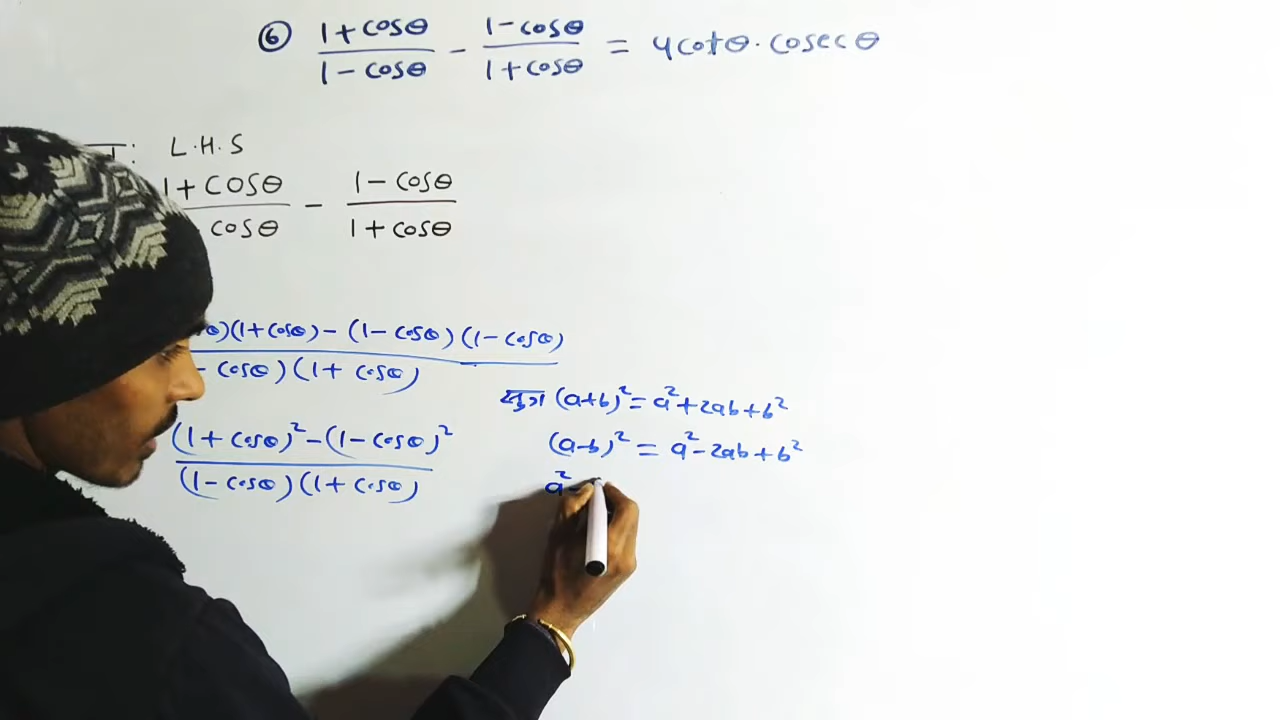 ⑥ (1+cosθ)/(1-cosθ) - (1-cosθ)/(1+cosθ) = 4cotθ.cosecθ
L.H.S
1+cosθ/cosθ - (1-cosθ)/(1+cosθ)
θ)(1+cosθ)-(1-cosθ)(1-cosθ)/-cosθ)(1+cosθ)
सुत्र (a+b)²=a²+2ab+b²
(1+cosθ)²-(1-cosθ)²/(1-cosθ)(1+cosθ)
(a-b)²=a²-2ab+b²
a²-